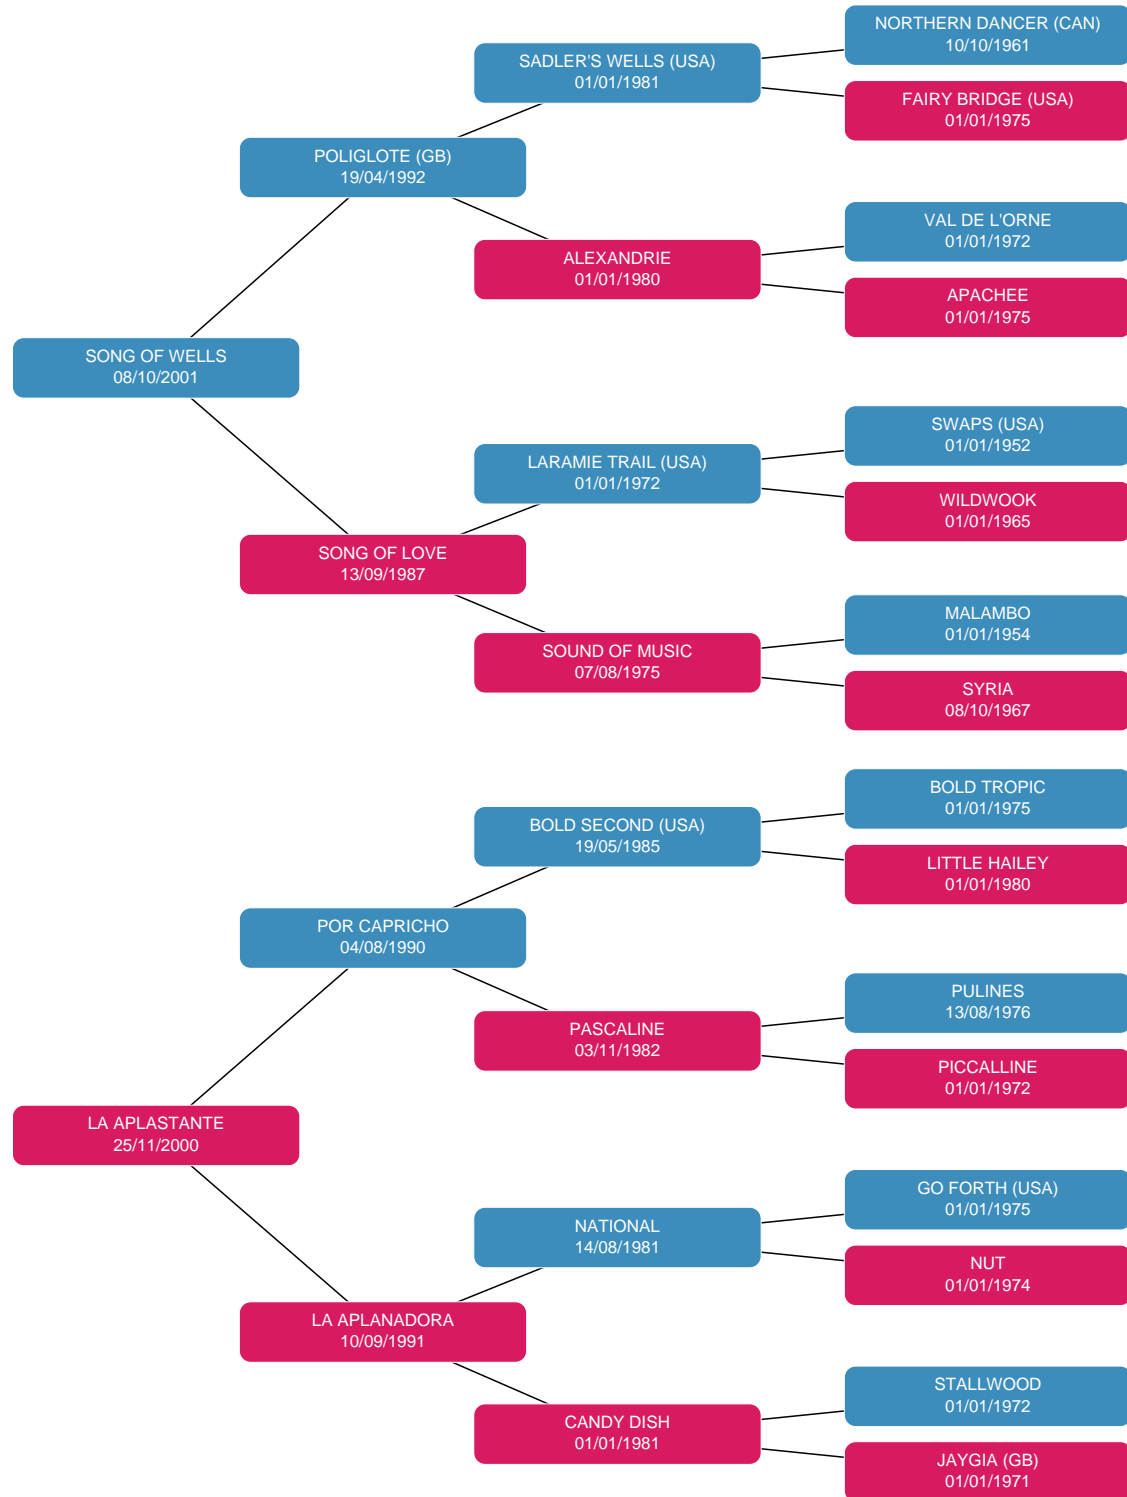 NORTHERN DANCER (CAN)
10/10/1961
SADLER'S WELLS (USA)
01/01/1981
FAIRY BRIDGE (USA)
01/01/1975
POLIGLOTE (GB)
19/04/1992
VAL DE L'ORNE
01/01/1972
ALEXANDRIE
01/01/1980
APACHEE
01/01/1975
SONG OF WELLS
08/10/2001
SWAPS (USA)
01/01/1952
LARAMIE TRAIL (USA)
01/01/1972
WILDWOOK
01/01/1965
SONG OF LOVE
13/09/1987
MALAMBO
01/01/1954
SOUND OF MUSIC
07/08/1975
SYRIA
08/10/1967
BOLD TROPIC
01/01/1975
BOLD SECOND (USA)
19/05/1985
LITTLE HAILEY
01/01/1980
POR CAPRICHO
04/08/1990
PULINES
13/08/1976
PASCALINE
03/11/1982
PICCALLINE
01/01/1972
LA APLASTANTE
25/11/2000
GO FORTH (USA)
01/01/1975
NATIONAL
14/08/1981
NUT
01/01/1974
LA APLANADORA
10/09/1991
STALLWOOD
01/01/1972
CANDY DISH
01/01/1981
JAYGIA (GB)
01/01/1971